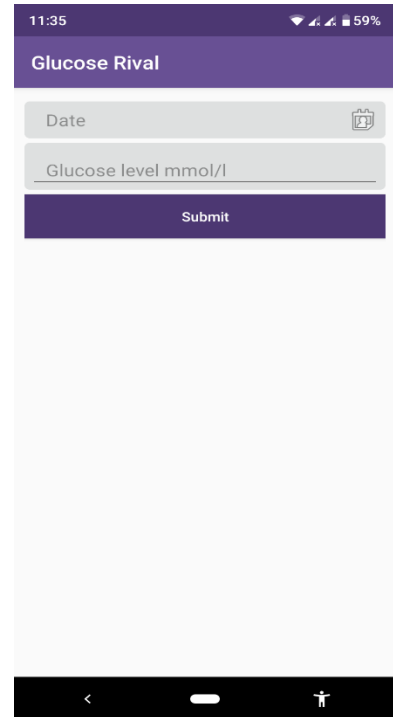 11:35
59%
Glucose Rival
Date
Glucose level mmol/l
Submit